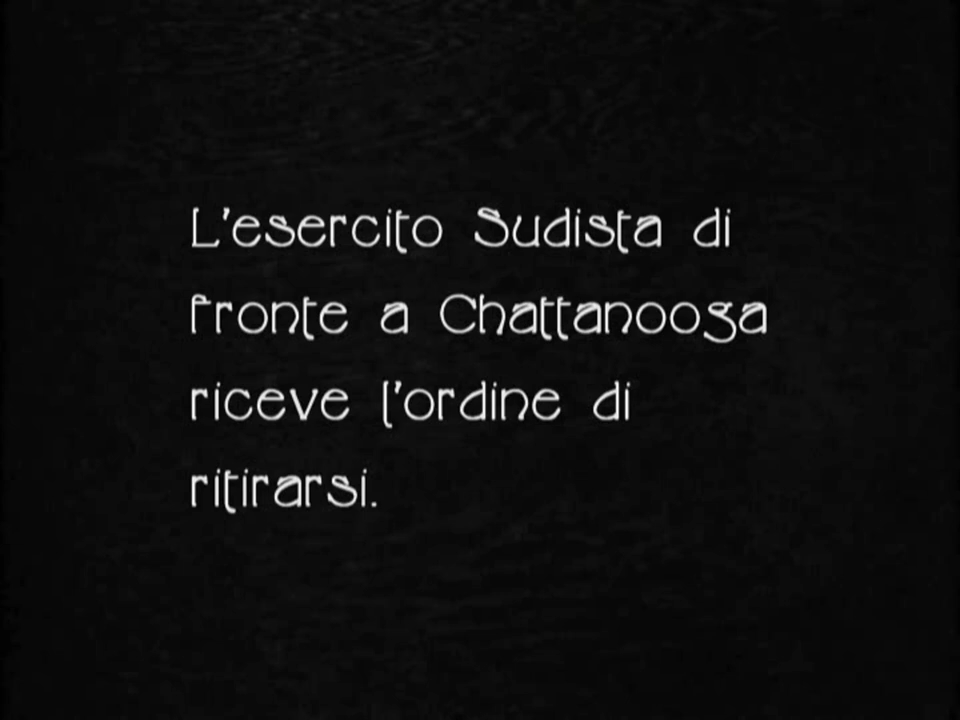 L'esercito Sudista di
fronte a Chattanooga
riceve l'ordine di
ritirarsi.